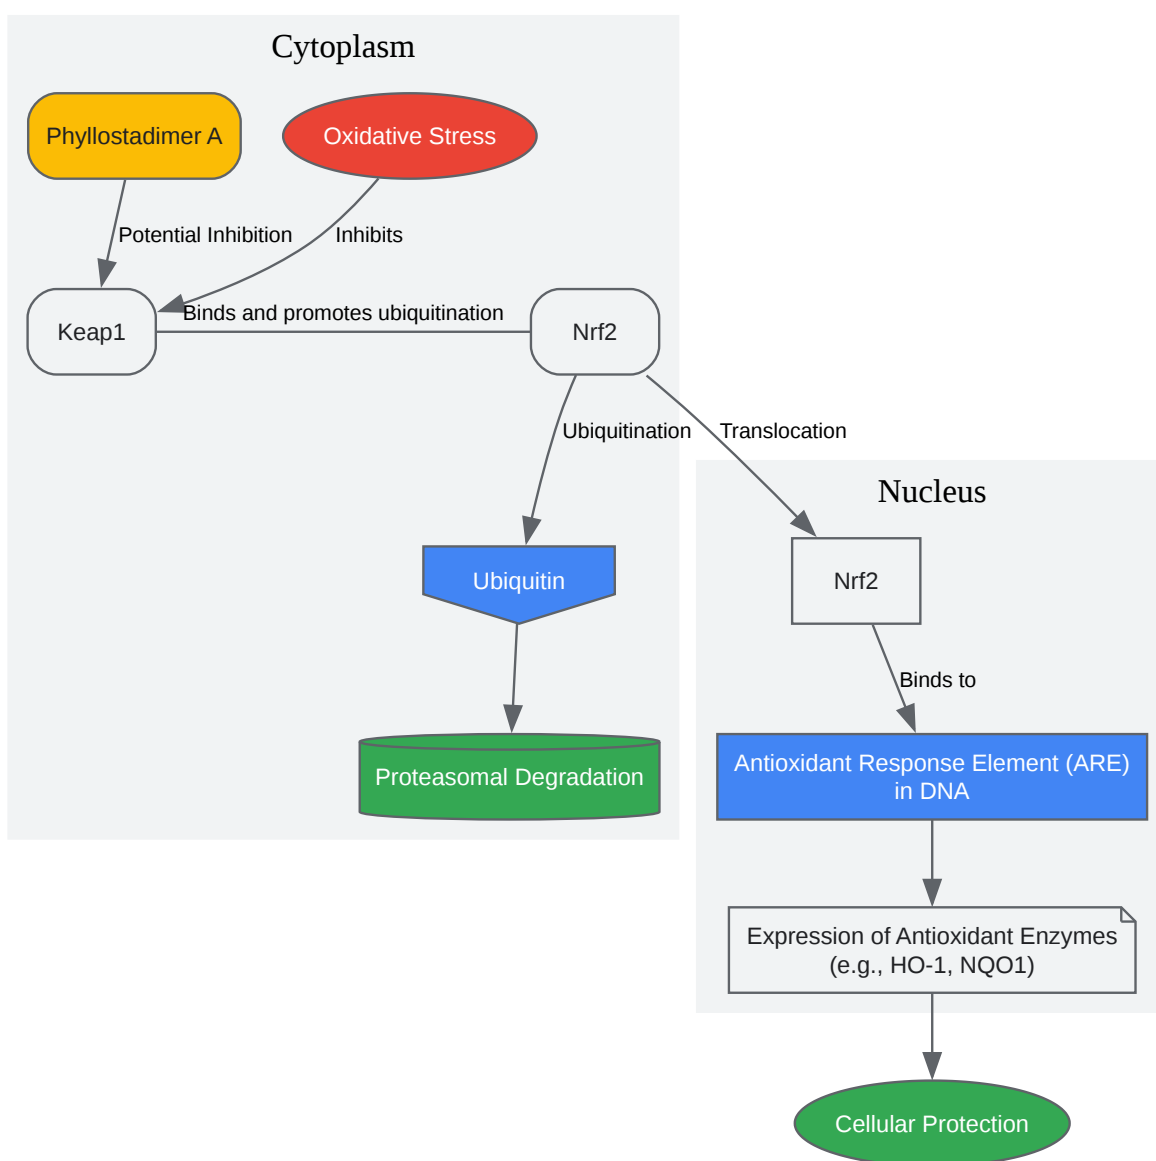 Cytoplasm
Phyllostadimer A
Oxidative Stress
Potential Inhibition
Inhibits
Binds and promotes ubiquitination
Keap1
Nrf2
Ubiquitination
Translocation
Nucleus
Ubiquitin
Nrf2
Binds to
Proteasomal Degradation
Antioxidant Response Element (ARE)
in DNA
Expression of Antioxidant Enzymes
(e.g., HO-1, NQO1)
Cellular Protection